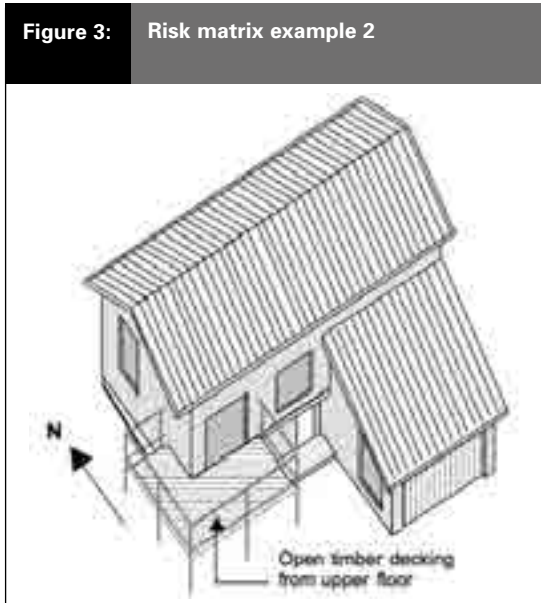 Figure 3: Risk matrix example 2
N
Open timber decking
from upper floor